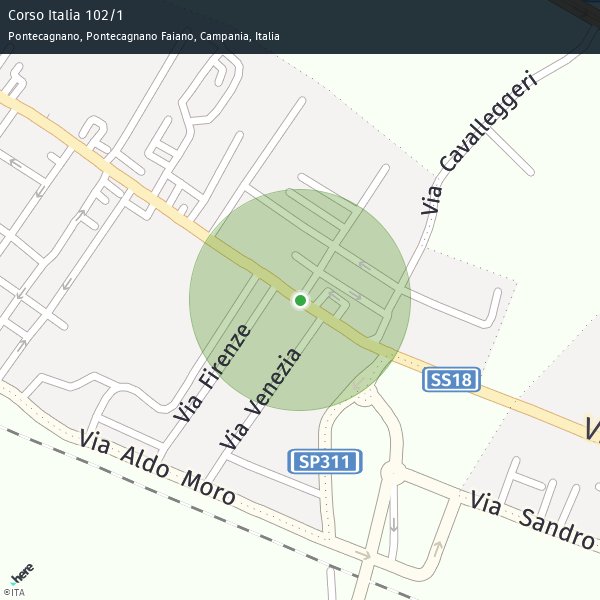 Corso Italia 102/1
Pontecagnano, Pontecagnano Faiano, Campania, Italia
Via Cavalleggeri
Via Firenze
Via Venezia
SS18
V
SP311
Via Aldo Moro
Via Sandro
here
©ITA